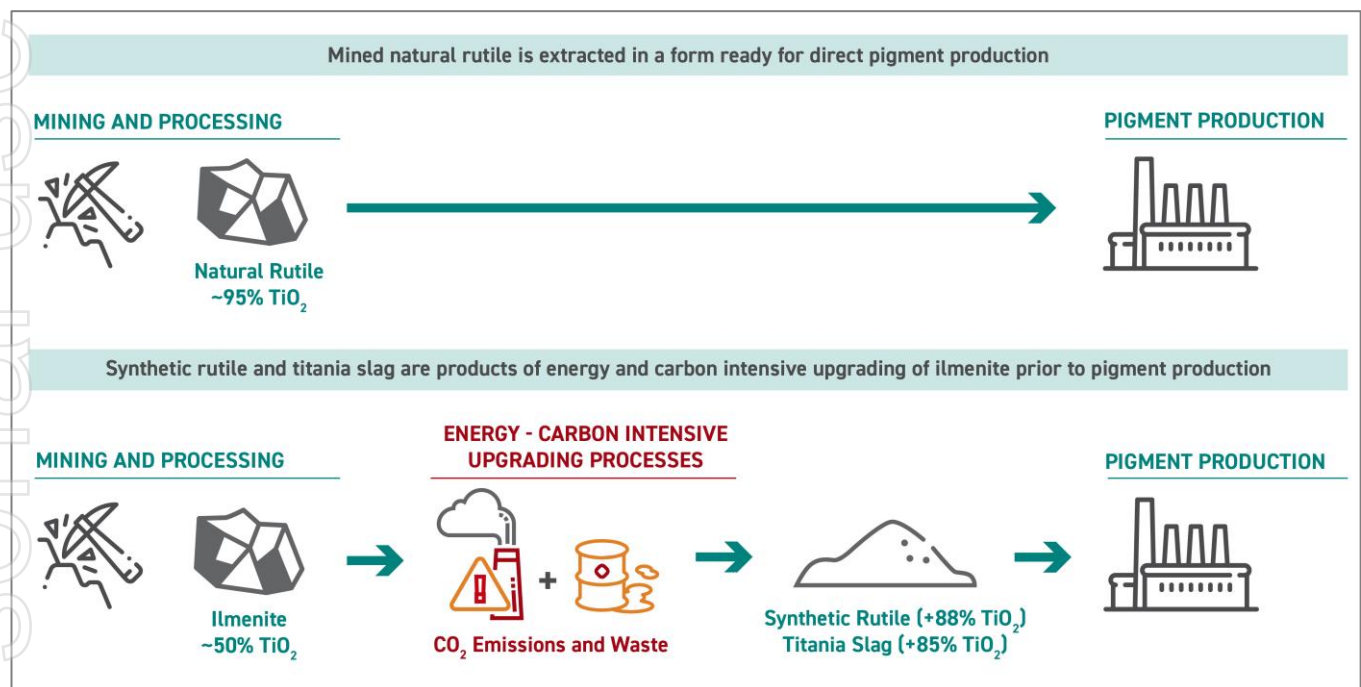 Mined natural rutile is extracted in a form ready for direct pigment production
MINING AND PROCESSING
PIGMENT PRODUCTION
Natural Rutile
~95% TiO₂
Synthetic rutile and titania slag are products of energy and carbon intensive upgrading of ilmenite prior to pigment production
MINING AND PROCESSING
ENERGY - CARBON INTENSIVE
UPGRADING PROCESSES
PIGMENT PRODUCTION
Ilmenite
~50% TiO₂
+
CO₂ Emissions and Waste
Synthetic Rutile (+88% TiO₂)
Titania Slag (+85% TiO₂)